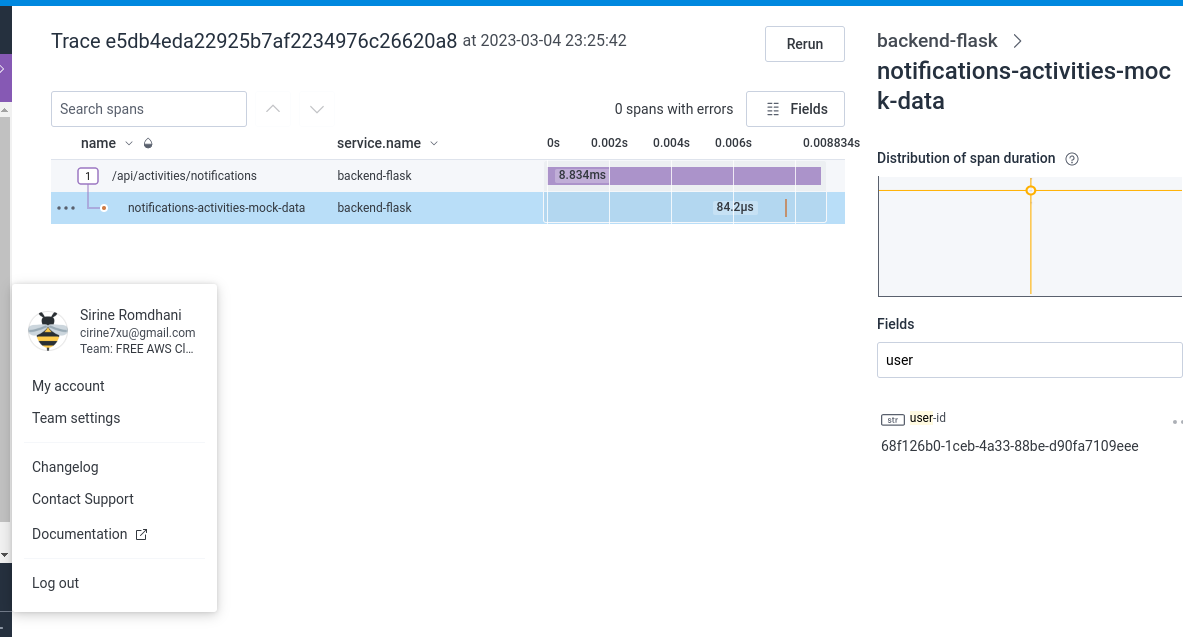 Trace e5db4eda22925b7af2234976c26620a8 at 2023-03-04 23:25:42
Rerun
Search spans
0 spans with errors
Fields
name
service.name
0s 0.002s 0.004s 0.006s 0.008834s
1 /api/activities/notifications backend-flask 8.834ms
notifications-activities-mock-data backend-flask 84.2μs
Sirine Romdhani
cirine7xu@gmail.com
Team: FREE AWS Cl...
My account
Team settings
Changelog
Contact Support
Documentation
Log out
backend-flask
notifications-activities-moc
k-data
Distribution of span duration ?
Fields
user
str user-id
68f126b0-1ceb-4a33-88be-d90fa7109eee